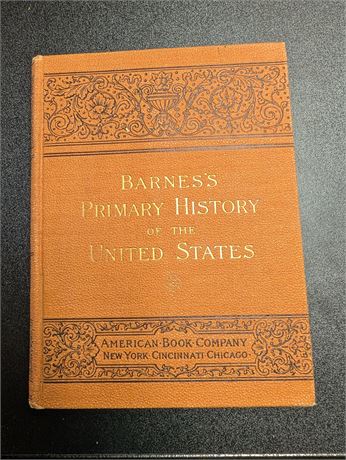 BARNES'S
PRIMARY HISTORY
OF THE
UNITED STATES
AMERICAN·BOOK·COMPANY
NEW YORK·CINCINNATI·CHICAGO·